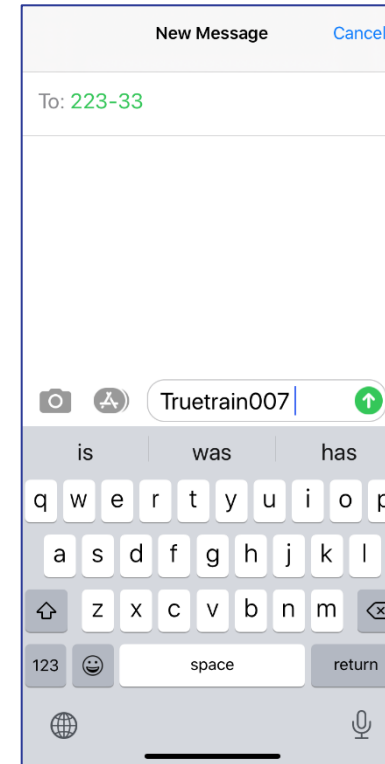 New Message Cancel
To: 223-33
Truetrain007
is was has
q w e r t y u i o p
a s d f g h j k l
z x c v b n m
123 space return